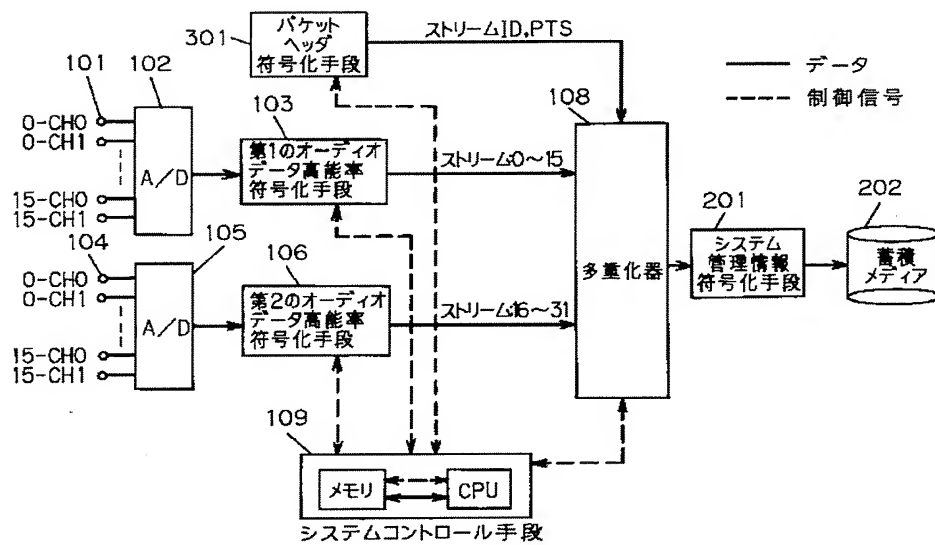 301
パケット
ヘッダ
符号化手段
ストリームID,PTS
データ
制御信号
101
102
0-CH0
0-CH1
15-CH0
15-CH1
A/D
103
第1のオーディオ
データ高能率
符号化手段
ストリーム0～15
108
多重化器
201
システム
管理情報
符号化手段
202
蓄積
メディア
104
105
0-CH0
0-CH1
15-CH0
15-CH1
A/D
106
第2のオーディオ
データ高能率
符号化手段
ストリーム16～31
109
メモリ
CPU
システムコントロール手段